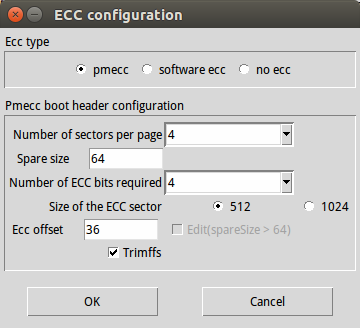 ECC configuration
Ecc type
pmecc software ecc no ecc
Pmecc boot header configuration
Number of sectors per page 4
Spare size 64
Number of ECC bits required 4
Size of the ECC sector 512 1024
Ecc offset 36 Edit(spareSize > 64)
Trimffs
OK Cancel